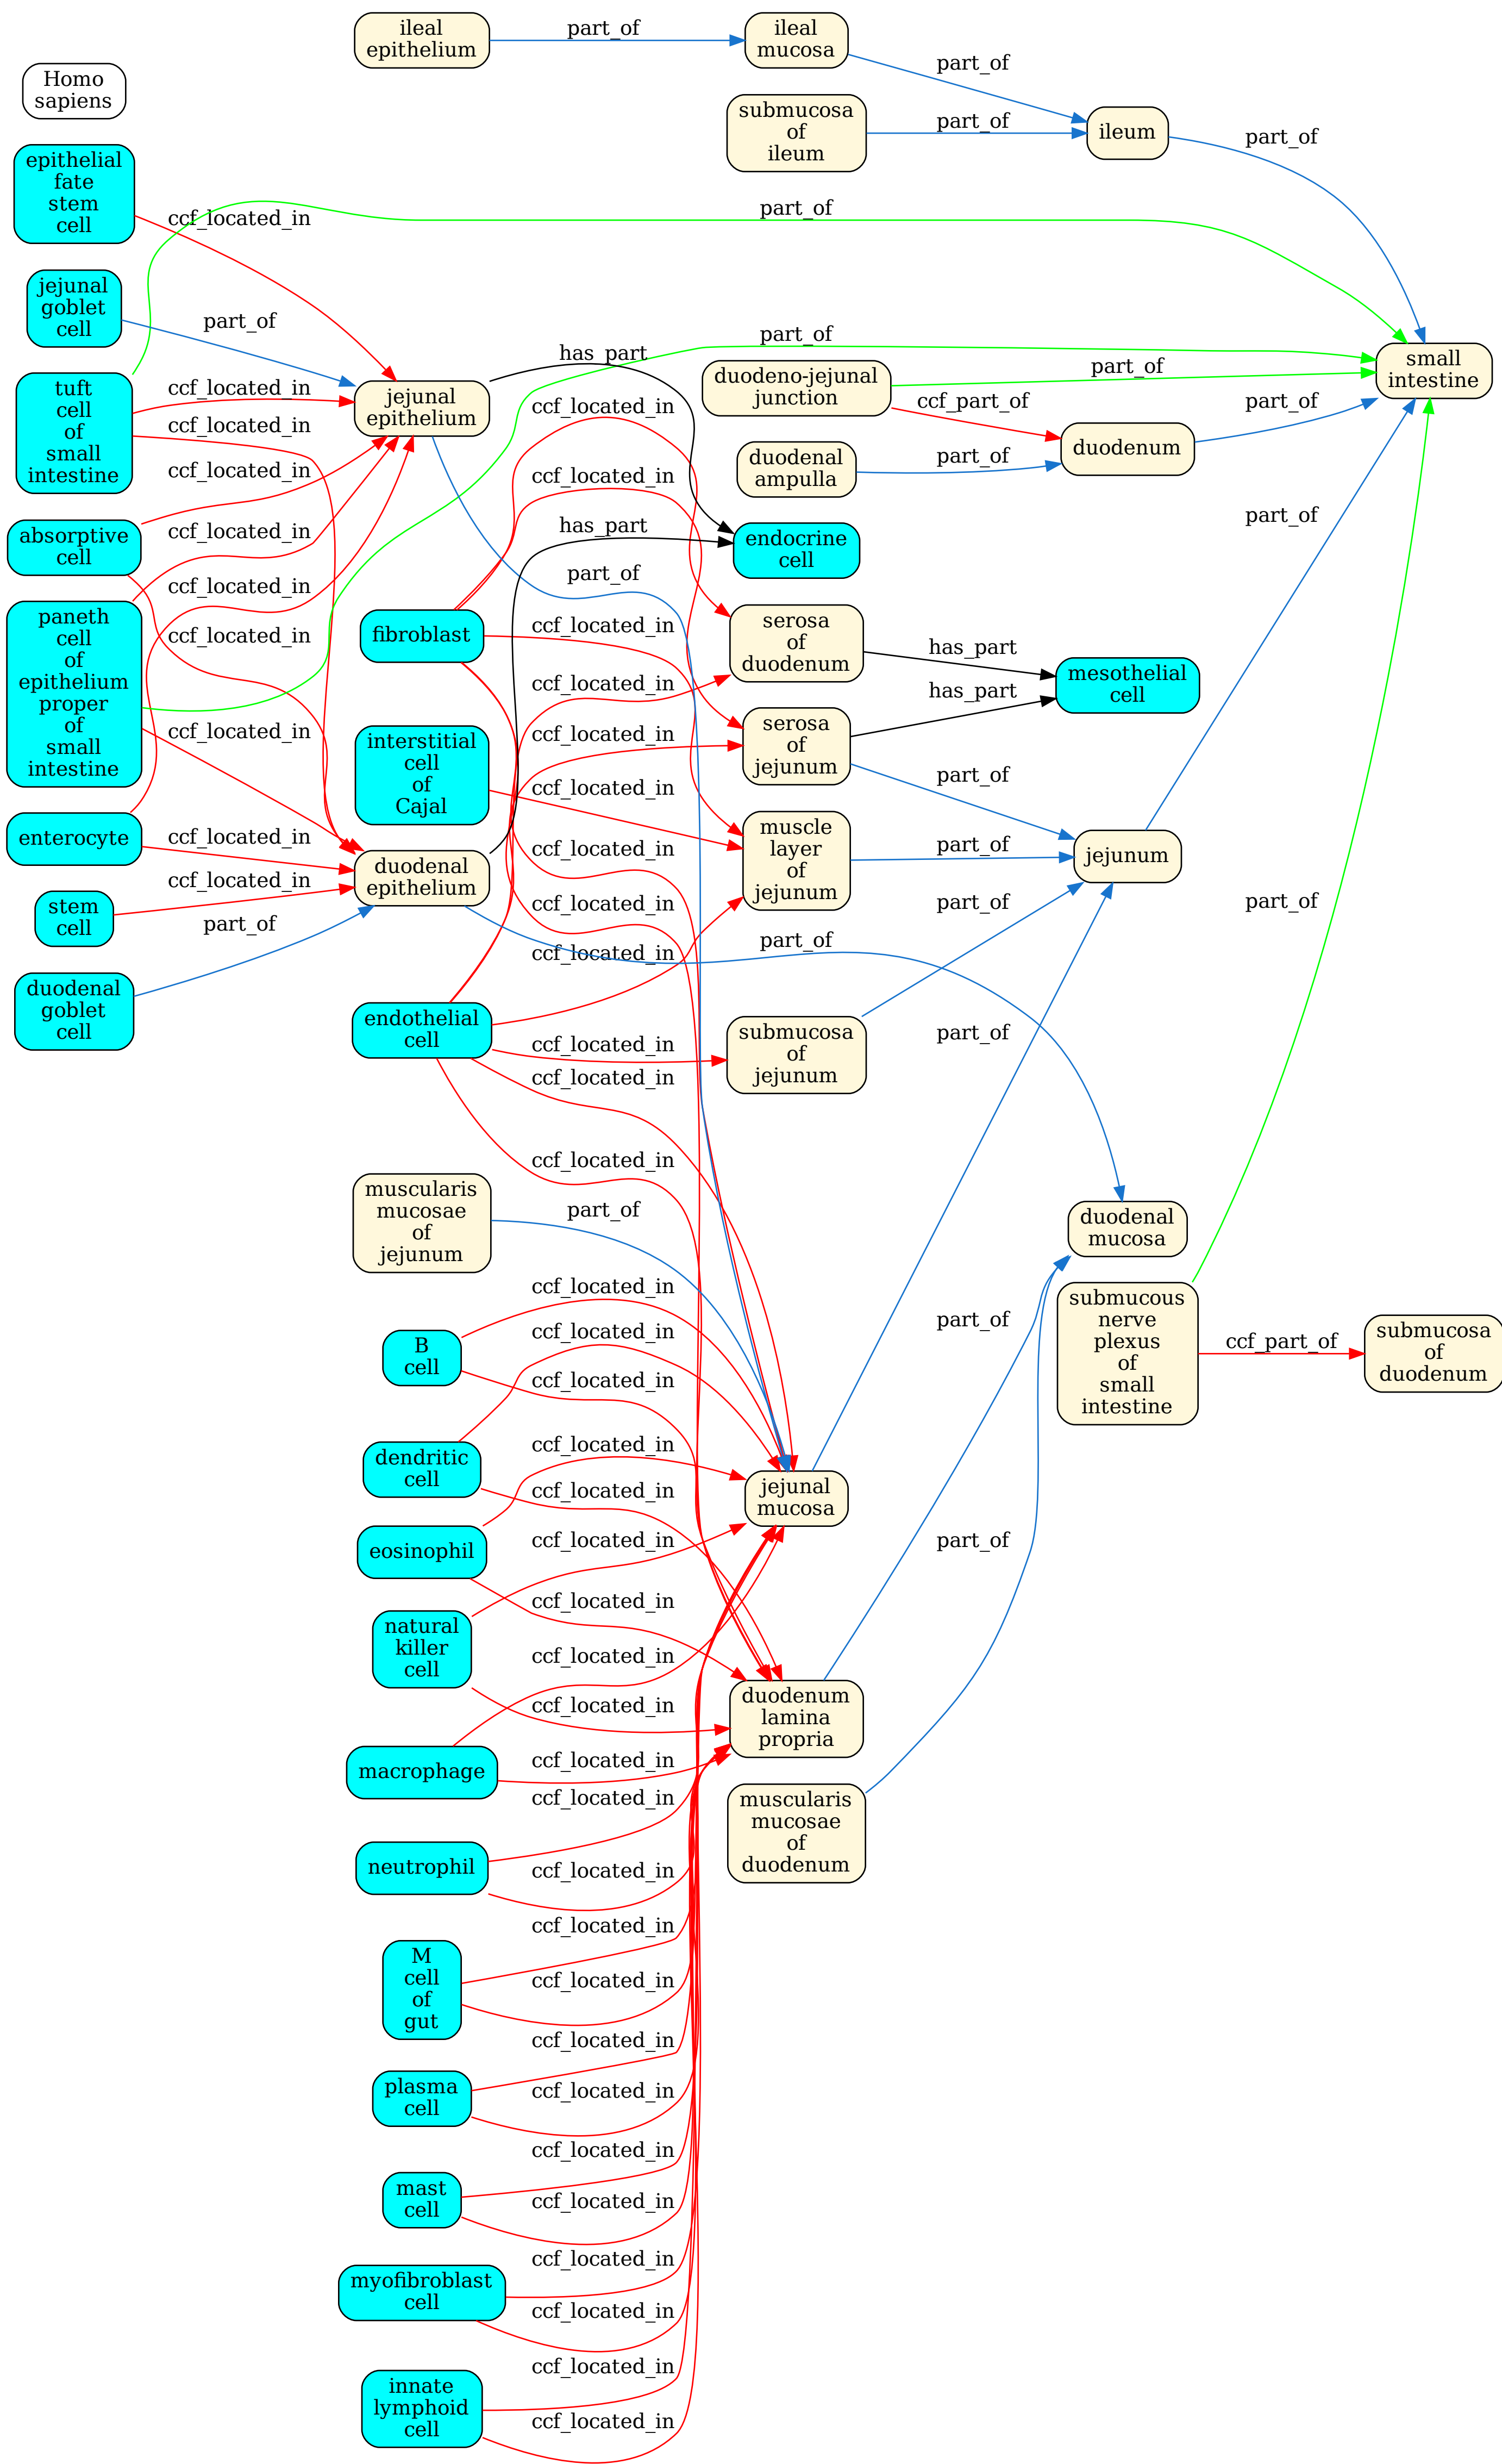 ileal
epithelium
part_of
ileal
mucosa
part_of
Homo
sapiens
submucosa
of
ileum
part_of
ileum
part_of
epithelial
fate
stem
cell
ccf_located_in
part_of
jejunal
goblet
cell
part_of
tuft
cell
of
small
intestine
ccf_located_in
ccf_located_in
jejunal
epithelium
has_part
part_of
duodeno-jejunal
junction
part_of
ccf_part_of
small
intestine
part_of
ccf_located_in
duodenum
duodenal
ampulla
part_of
absorptive
cell
ccf_located_in
ccf_located_in
ccf_located_in
has_part
endocrine
cell
part_of
part_of
paneth
cell
of
epithelium
proper
of
small
intestine
ccf_located_in
ccf_located_in
ccf_located_in
fibroblast
ccf_located_in
ccf_located_in
serosa
of
duodenum
has_part
has_part
mesothelial
cell
interstitial
cell
of
Cajal
ccf_located_in
ccf_located_in
serosa
of
jejunum
part_of
enterocyte
ccf_located_in
ccf_located_in
muscle
layer
of
jejunum
part_of
jejunum
stem
cell
ccf_located_in
part_of
duodenal
epithelium
ccf_located_in
ccf_located_in
part_of
part_of
part_of
duodenal
goblet
cell
endothelial
cell
ccf_located_in
ccf_located_in
submucosa
of
jejunum
part_of
muscularis
mucosae
of
jejunum
ccf_located_in
part_of
duodenal
mucosa
B
cell
ccf_located_in
ccf_located_in
ccf_located_in
part_of
submucous
nerve
plexus
of
small
intestine
ccf_part_of
submucosa
of
duodenum
dendritic
cell
ccf_located_in
ccf_located_in
jejunal
mucosa
eosinophil
ccf_located_in
ccf_located_in
part_of
natural
killer
cell
ccf_located_in
ccf_located_in
duodenum
lamina
propria
macrophage
ccf_located_in
ccf_located_in
muscularis
mucosae
of
duodenum
neutrophil
ccf_located_in
ccf_located_in
M
cell
of
gut
ccf_located_in
ccf_located_in
plasma
cell
ccf_located_in
ccf_located_in
mast
cell
ccf_located_in
ccf_located_in
myofibroblast
cell
ccf_located_in
ccf_located_in
innate
lymphoid
cell
ccf_located_in